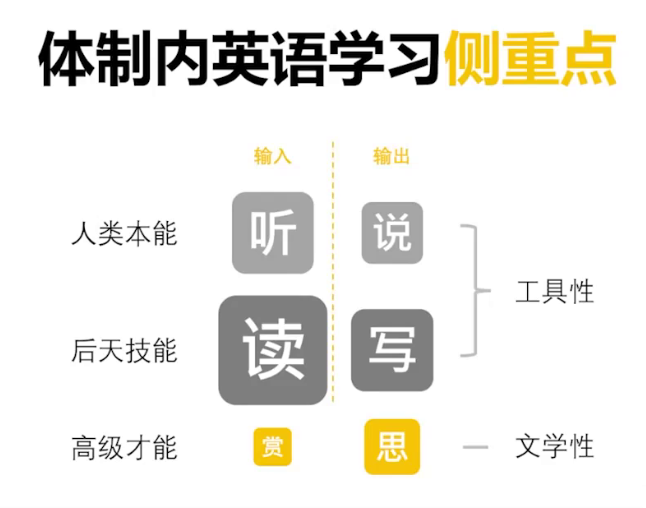 体制内英语学习侧重点
输入 输出
人类本能 听 说
工具性
后天技能 读 写
高级才能 赏 思 文学性